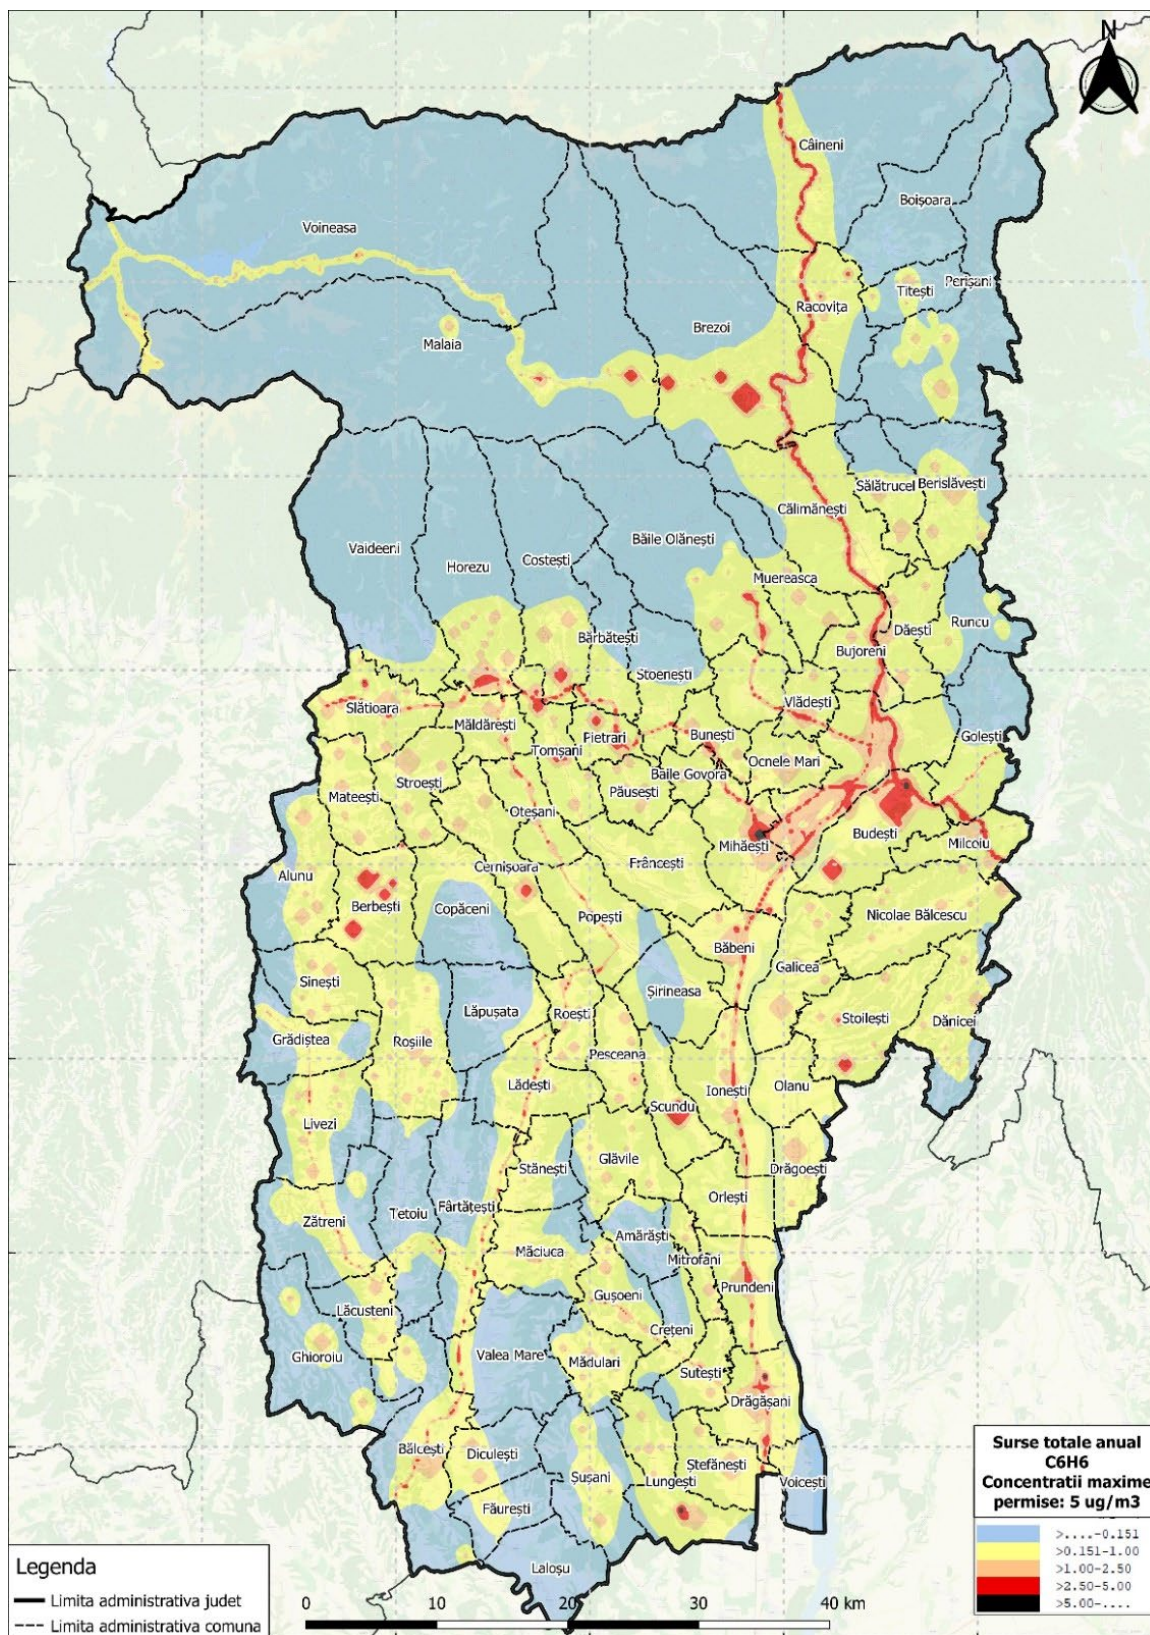 N
Câineni
Boișoara
Voineasa
Perișani
Titești
Racovița
Brezoi
Malaia
Sălătrucel
Berislăvești
Călimănești
Băile Olănești
Vaideeni
Costești
Horezu
Muereasca
Runcu
Dăești
Bărbătești
Bujoreni
Stoenești
Vlădești
Slătioara
Măldărești
Pietrari
Bunești
Golești
Tomșani
Ocnele Mari
Băile Govora
Stroești
Păusești
Mateești
Oteșani
Budești
Mihăești
Milcoiu
Frâncești
Cernișoara
Alunu
Berbești
Copăceni
Popești
Nicolae Bălcescu
Băbeni
Galicea
Sinești
Șirineasa
Lăpușata
Roești
Stoilești
Dănicei
Grădiștea
Roșiile
Pesceana
Lădești
Ionești
Olanu
Scundu
Livezi
Glăvile
Stănești
Drăgoești
Orlești
Fârtățești
Tetoiu
Zătreni
Amărăști
Măciuca
Mitrofani
Prundeni
Gușoeni
Lăcusteni
Crețeni
Ghioroiu
Valea Mare
Mădulari
Sutești
Drăgășani
Bălcești
Diculești
Ștefănești
Șușani
Lungești
Voicești
Făurești
Laloșu
Surse totale anual
C6H6
Concentratii maxime
permise: 5 ug/m3
>....-0.151
>0.151-1.00
>1.00-2.50
>2.50-5.00
>5.00-....
Legenda
Limita administrativa judet
Limita administrativa comuna
0 10 20 30 40 km